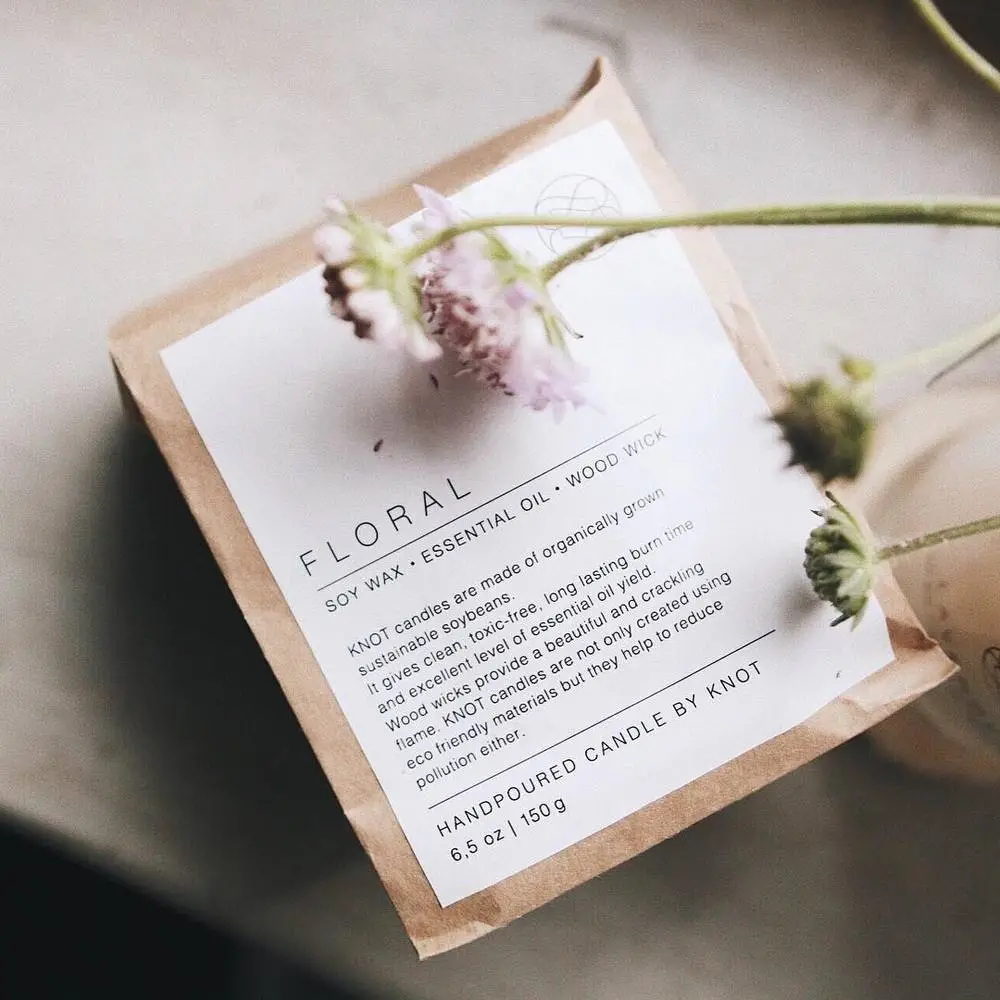 FLORAL
SOY WAX • ESSENTIAL OIL • WOOD WICK
KNOT candles are made of organically grown
sustainable soybeans.
It gives clean, toxic-free, long lasting burn time
and excellent level of essential oil yield.
Wood wicks provide a beautiful and crackling
flame. KNOT candles are not only created using
eco friendly materials but they help to reduce
pollution either.
HANDPOURED CANDLE BY KNOT
6,5 oz | 150 g